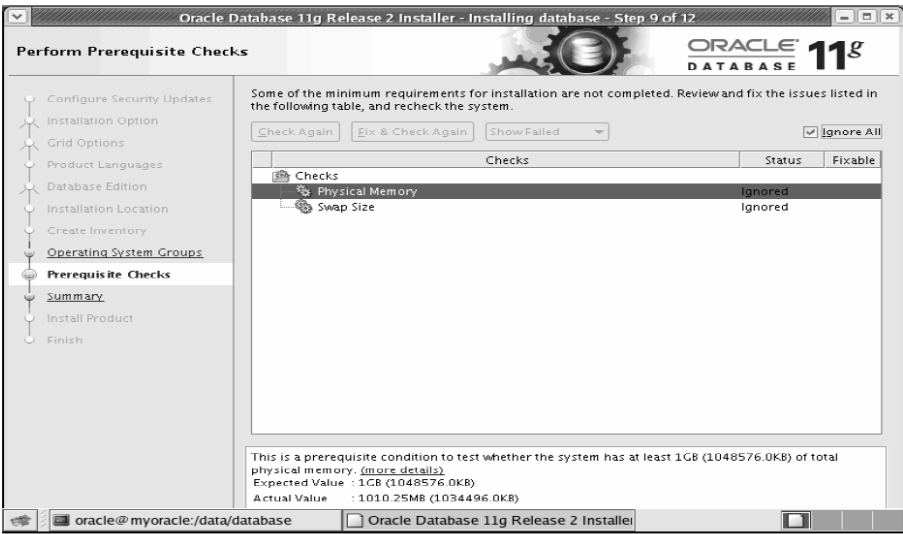 Oracle Database 11g Release 2 Installer - Installing database - Step 9 of 12
Perform Prerequisite Checks
ORACLE
DATABASE 11g
Configure Security Updates
Installation Option
Grid Options
Product Languages
Database Edition
Installation Location
Create Inventory
Operating System Groups
Prerequisite Checks
Summary
Install Product
Finish
Some of the minimum requirements for installation are not completed. Review and fix the issues listed in
the following table, and recheck the system.
Check Again Fix & Check Again Show Failed Ignore All
Checks Status Fixable
Checks
Physical Memory Ignored
Swap Size Ignored
This is a prerequisite condition to test whether the system has at least 1GB (1048576.0KB) of total
physical memory. (more details)
Expected Value : 1GB (1048576.0KB)
Actual Value : 1010.25MB (1034496.0KB)
oracle@myoracle:/data/database Oracle Database 11g Release 2 Installer